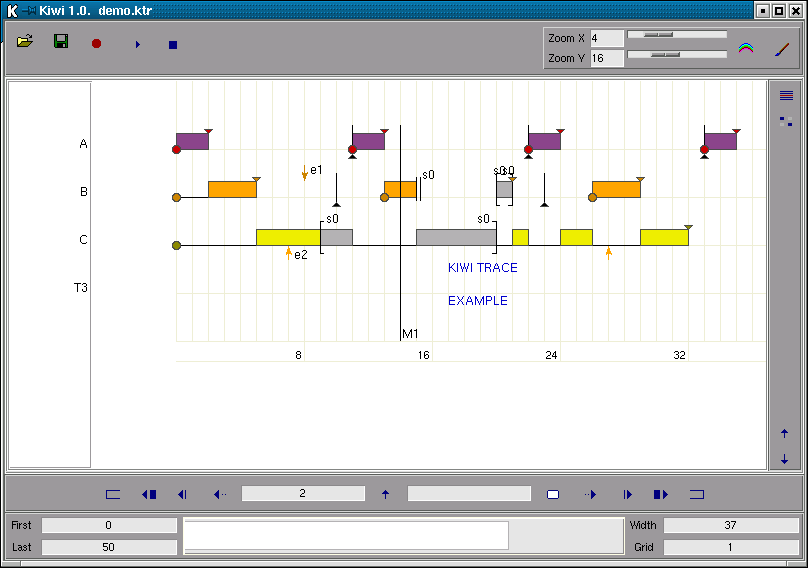 Kiwi 1.0. demo.ktr
Zoom X 4
Zoom Y 16
A
e1
s0
s0
s0
B
s0
s0
C
e2
KIWI TRACE
T3
EXAMPLE
M1
8 16 24 32
2
First 0 Width 37
Last 50 Grid 1